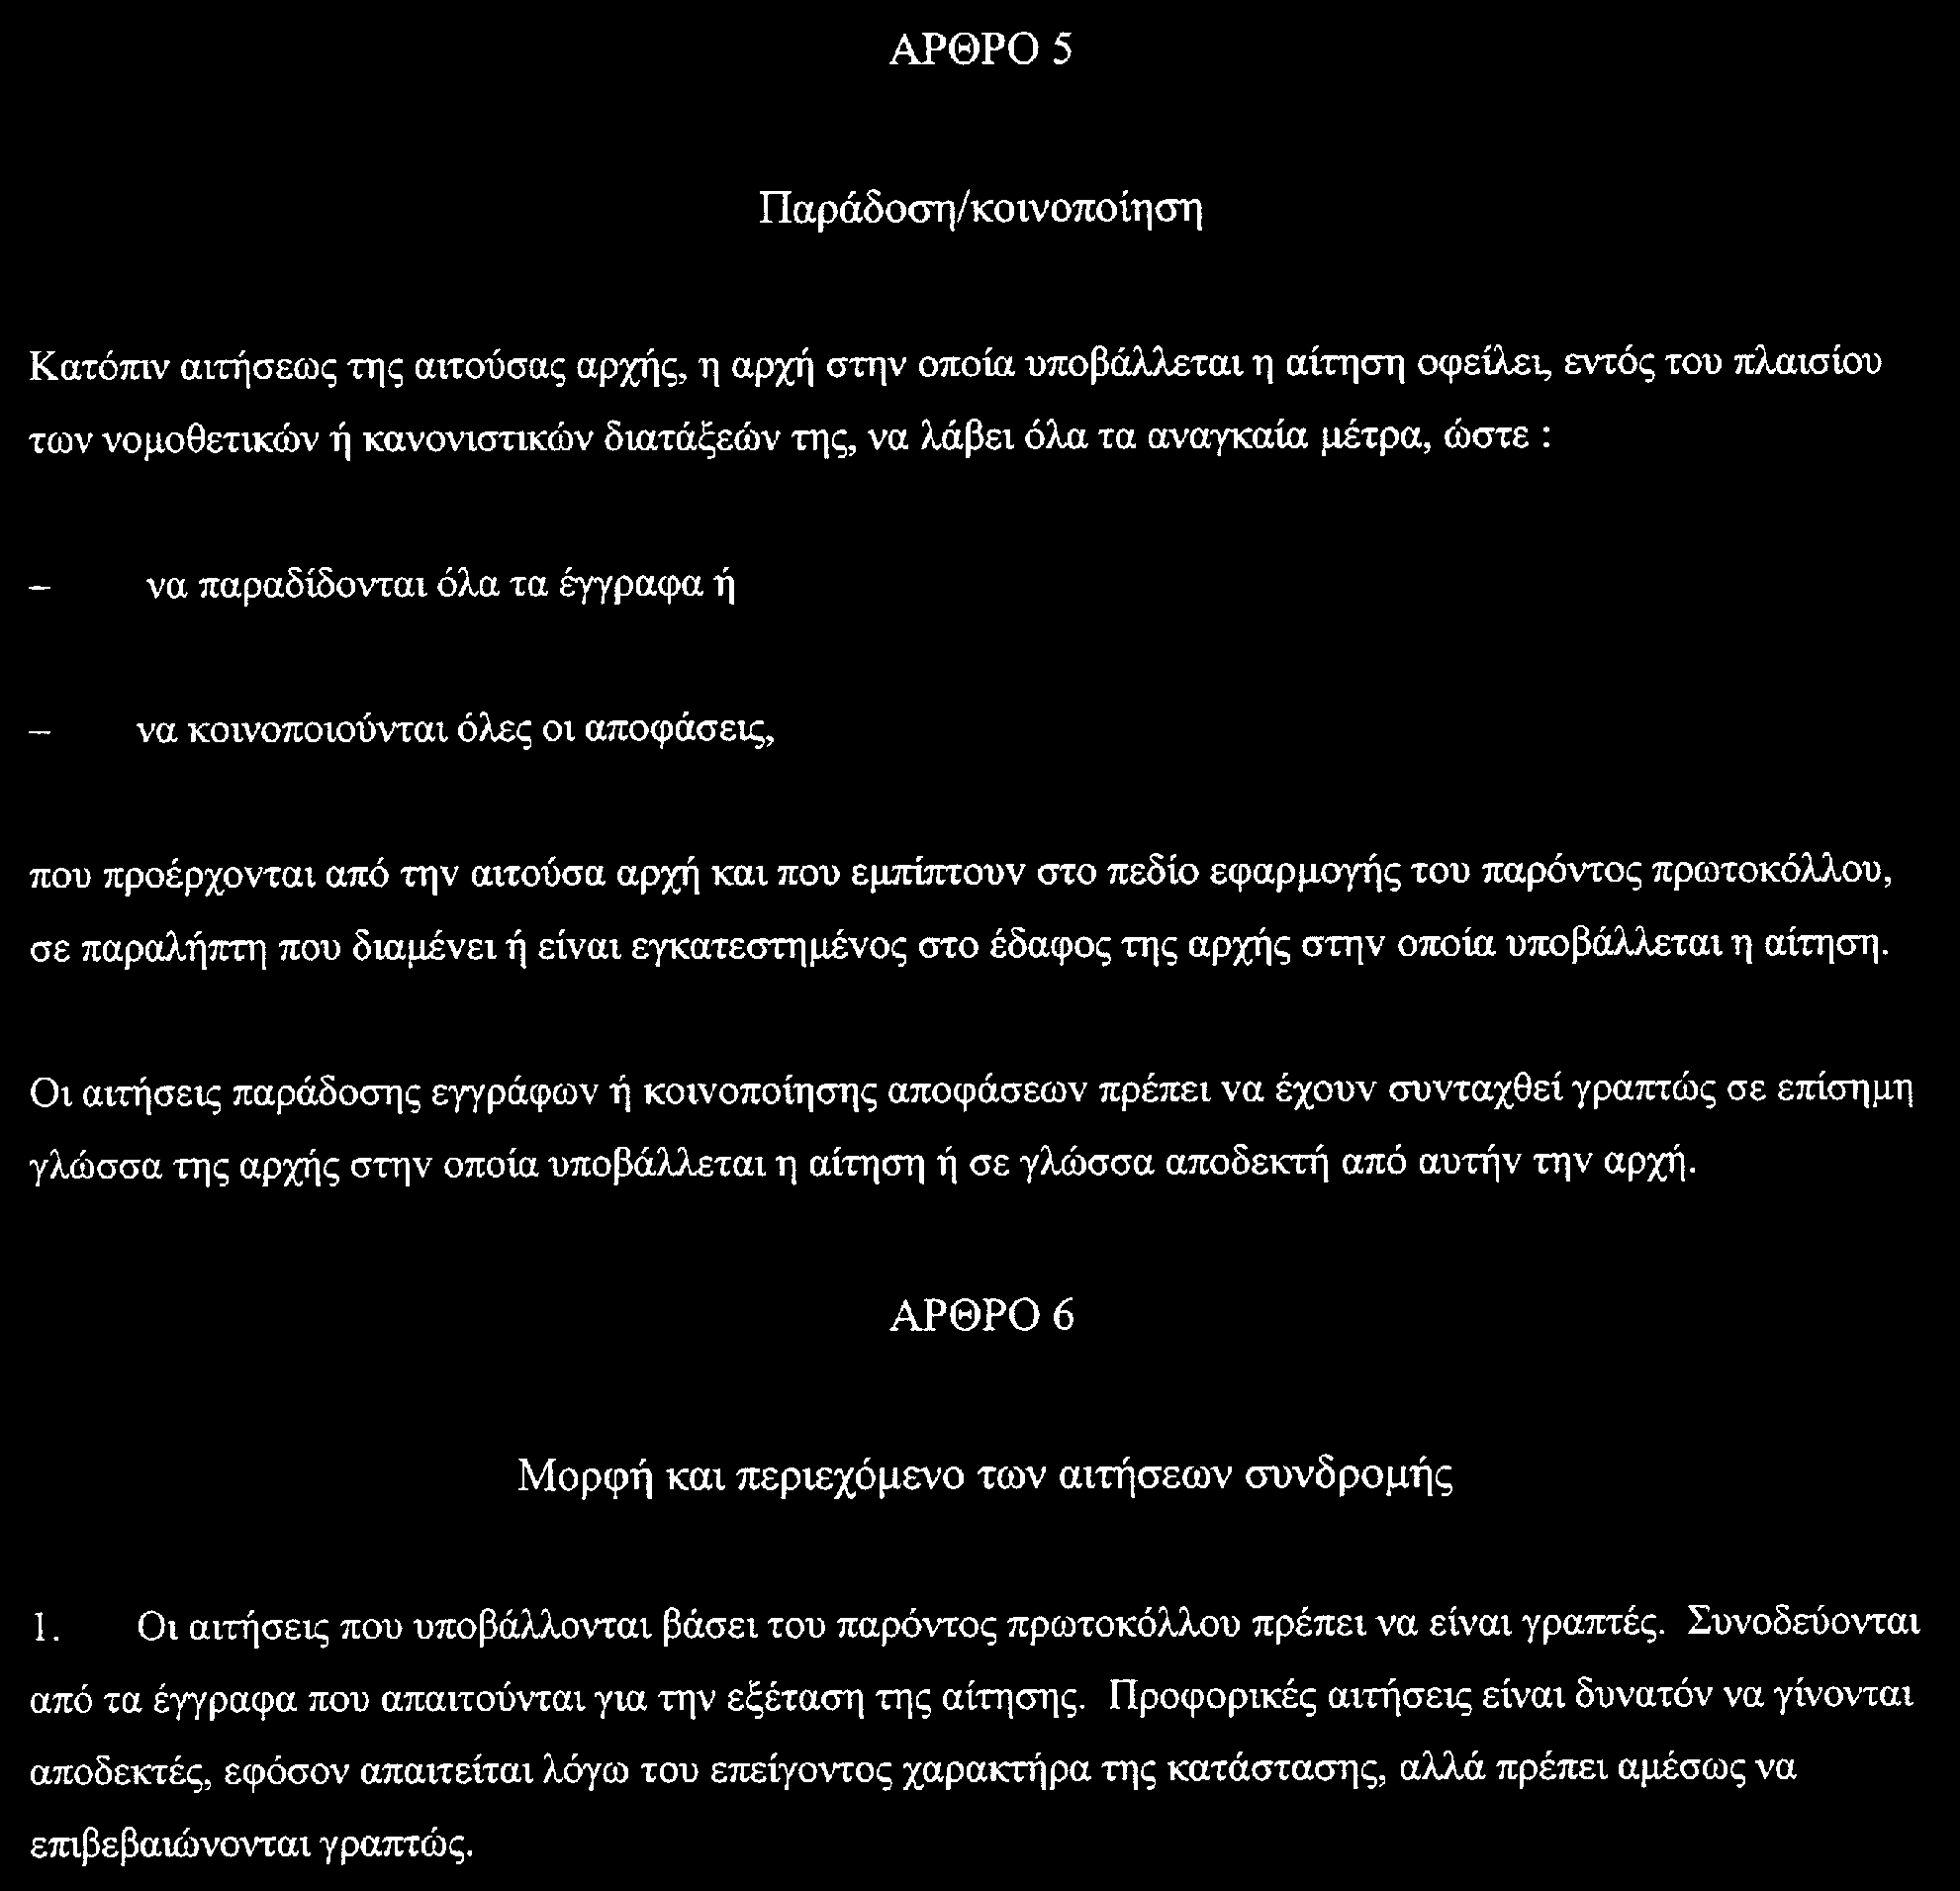 ΑΡΘΡΟ 5
Παράδοση/κοινοποίηση
Κατόπιν αιτήσεως της αιτούσας αρχής, η αρχή στην οποία υποβάλλεται η αίτηση οφείλει, εντός του πλαισίου
των νομοθετικών ή κανονιστικών διατάξεών της, να λάβει όλα τα αναγκαία μέτρα, ώστε :
– να παραδίδονται όλα τα έγγραφα ή
– να κοινοποιούνται όλες οι αποφάσεις,
που προέρχονται από την αιτούσα αρχή και που εμπίπτουν στο πεδίο εφαρμογής του παρόντος πρωτοκόλλου,
σε παραλήπτη που διαμένει ή είναι εγκατεστημένος στο έδαφος της αρχής στην οποία υποβάλλεται η αίτηση.
Οι αιτήσεις παράδοσης εγγράφων ή κοινοποίησης αποφάσεων πρέπει να έχουν συνταχθεί γραπτώς σε επίσημη
γλώσσα της αρχής στην οποία υποβάλλεται η αίτηση ή σε γλώσσα αποδεκτή από αυτήν την αρχή.
ΑΡΘΡΟ 6
Μορφή και περιεχόμενο των αιτήσεων συνδρομής
1. Οι αιτήσεις που υποβάλλονται βάσει του παρόντος πρωτοκόλλου πρέπει να είναι γραπτές. Συνοδεύονται
από τα έγγραφα που απαιτούνται για την εξέταση της αίτησης. Προφορικές αιτήσεις είναι δυνατόν να γίνονται
αποδεκτές, εφόσον απαιτείται λόγω του επείγοντος χαρακτήρα της κατάστασης, αλλά πρέπει αμέσως να
επιβεβαιώνονται γραπτώς.